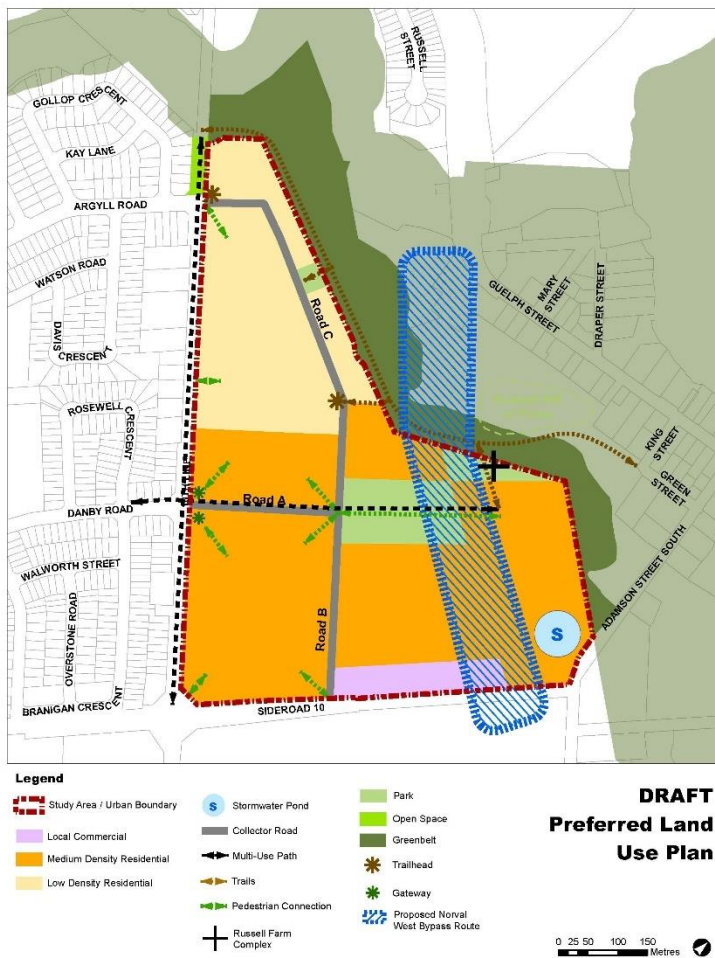 RUSSELL
STREET
GOLLOP CRESCENT
KAY LANE
ARGYLL ROAD
WATSON ROAD
DAVIS
CRESCENT
ROSEWELL
CRESCENT
DANBY ROAD
WALWORTH STREET
OVERSTONE ROAD
BRANIGAN CRESCENT
SIDEROAD 10
Road C
Road A
Road B
GUELPH STREET
MARY
STREET
DRAPER STREET
KING
STREET
GREEN
STREET
ADAMSON STREET SOUTH
S
Legend
Study Area / Urban Boundary
Local Commercial
Medium Density Residential
Low Density Residential
S
Stormwater Pond
Collector Road
Multi-Use Path
Trails
Pedestrian Connection
Russell Farm
Complex
Park
Open Space
Greenbelt
Trailhead
Gateway
Proposed Norval
West Bypass Route
DRAFT
Preferred Land
Use Plan
0 25 50 100 150
Metres